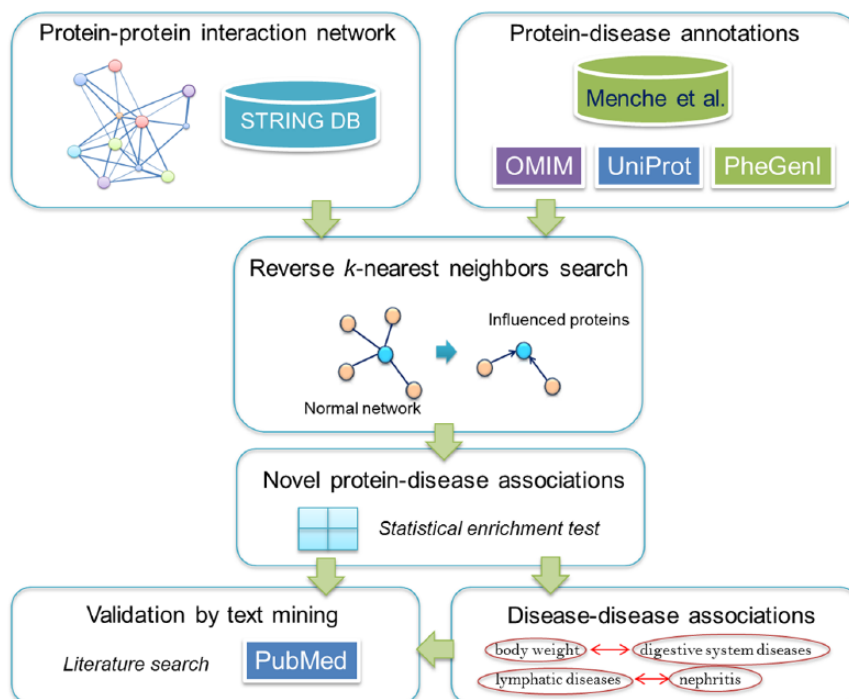 Protein-protein interaction network
STRING DB
Protein-disease annotations
Menche et al.
OMIM
UniProt
PheGenI
Reverse k-nearest neighbors search
Influenced proteins
Normal network
Novel protein-disease associations
Statistical enrichment test
Validation by text mining
Literature search
PubMed
Disease-disease associations
body weight
digestive system diseases
lymphatic diseases
nephritis